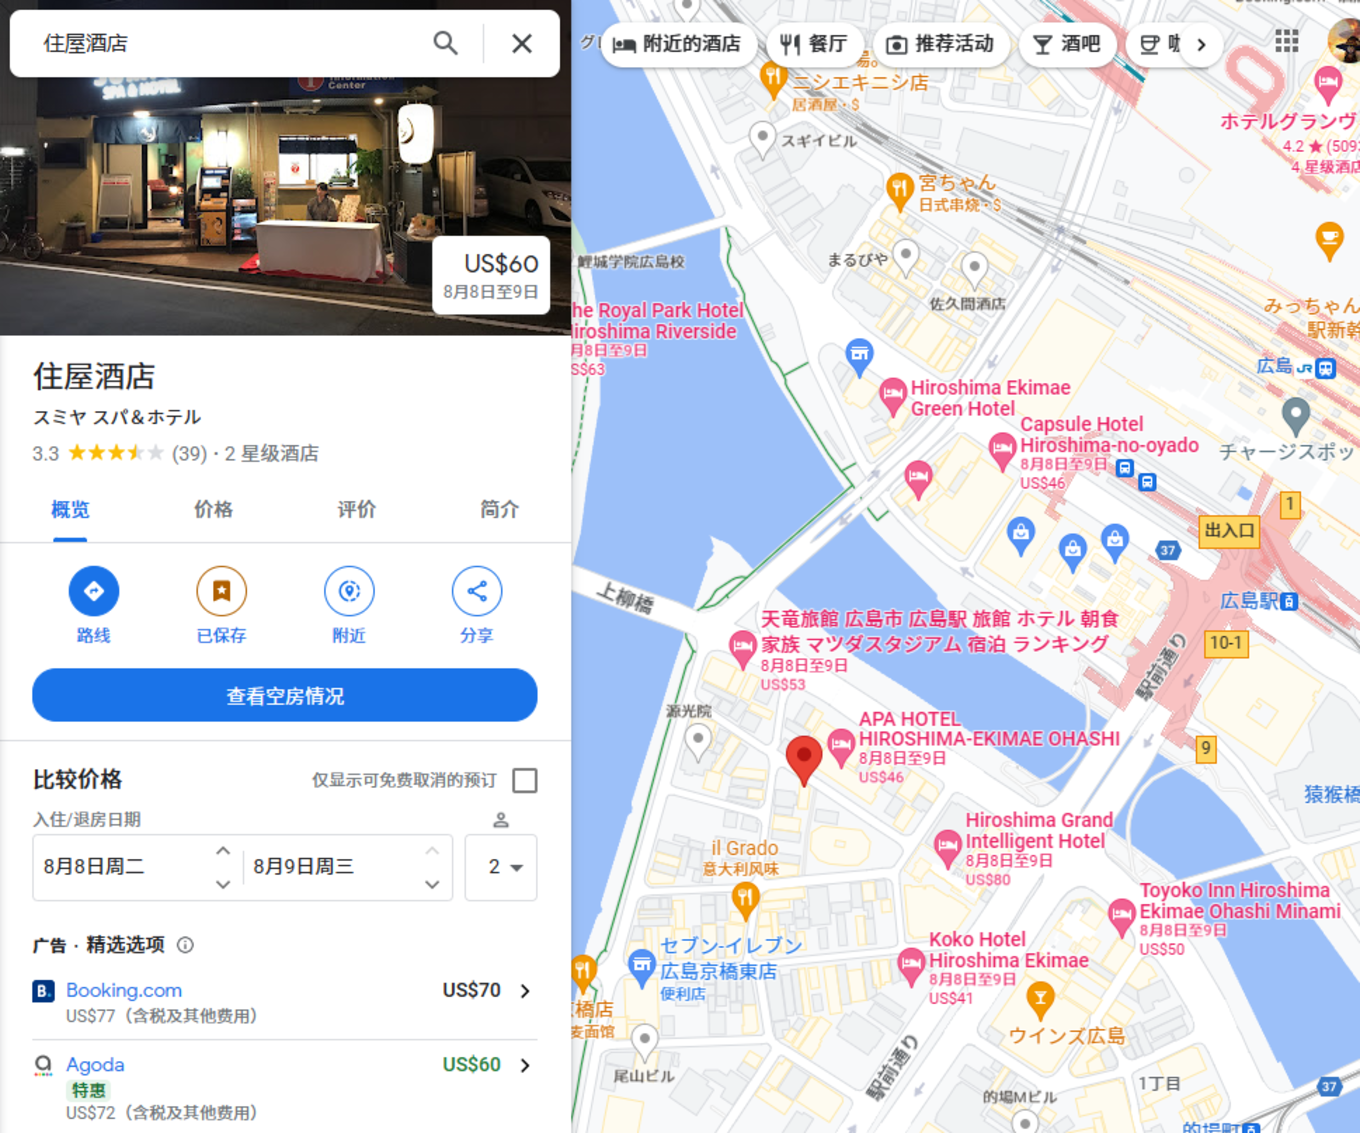 住屋酒店
SPA & HOTEL
Information
Center
US$60
8月8日至9日
住屋酒店
スミヤ スパ＆ホテル
3.3 (39) · 2 星级酒店
概览
价格
评价
简介
路线
已保存
附近
分享
查看空房情况
比较价格
仅显示可免费取消的预订
入住/退房日期
8月8日周二
8月9日周三
2
广告 · 精选选项
B.
Booking.com
US$70
US$77（含税及其他费用）
a
Agoda
US$60
特惠
US$72（含税及其他费用）
附近的酒店
餐厅
推荐活动
酒吧
ニシエキニシ店
居酒屋 · $
スギイビル
宮ちゃん
日式串烧 · $
まるびや
佐久間酒店
鯉城学院広島校
he Royal Park Hotel
iroshima Riverside
月8日至9日
S$63
ホテルグランヴ
4.2 ★ (509
4 星级酒店
みっちゃん
駅新幹
広島 JR
チャージスポッ
Hiroshima Ekimae
Green Hotel
Capsule Hotel
Hiroshima-no-oyado
8月8日至9日
US$46
1
出入口
37
広島駅
10-1
駅前通り
9
猿猴橋
上柳橋
天竜旅館 広島市 広島駅 旅館 ホテル 朝食
家族 マツダスタジアム 宿泊 ランキング
8月8日至9日
US$53
源光院
APA HOTEL
HIROSHIMA-EKIMAE OHASHI
8月8日至9日
US$46
Hiroshima Grand
Intelligent Hotel
8月8日至9日
US$80
il Grado
意大利风味
Toyoko Inn Hiroshima
Ekimae Ohashi Minami
8月8日至9日
US$50
セブン-イレブン
広島京橋東店
便利店
Koko Hotel
Hiroshima Ekimae
8月8日至9日
US$41
橋店
麦面馆
ウインズ広島
尾山ビル
駅前通り
1丁目
的場Mビル
37
的場町